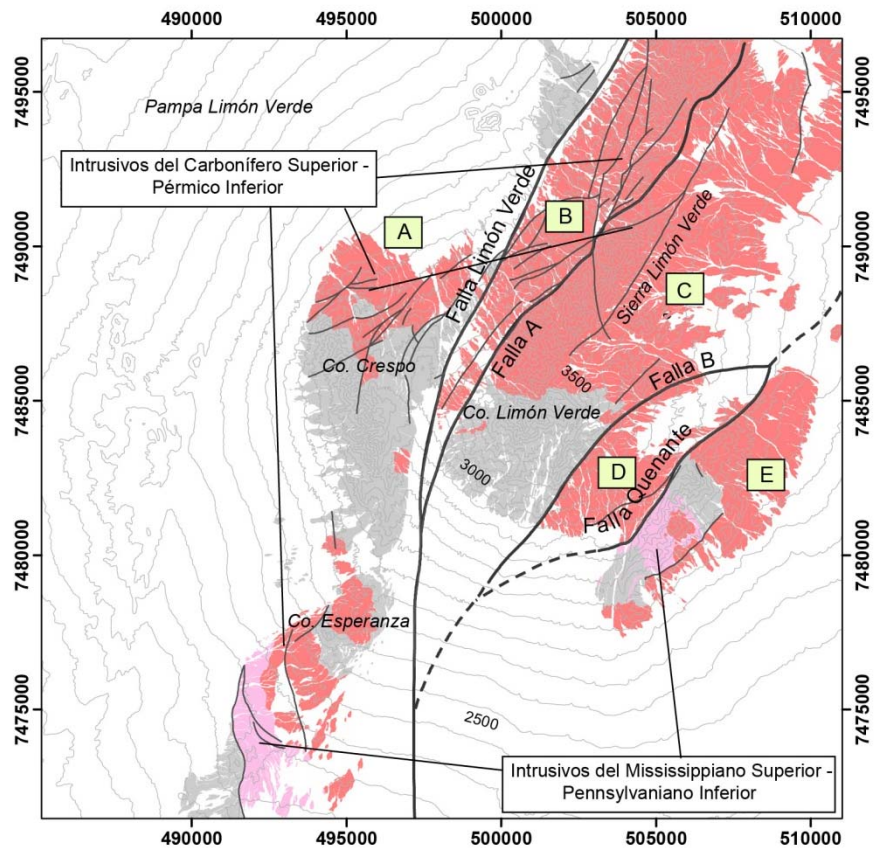 490000 495000 500000 505000 510000
7495000
7495000
Pampa Limón Verde
Intrusivos del Carbonífero Superior -
Pérmico Inferior
Falla Limón Verde
A
B
7490000
7490000
Sierra Limón Verde
C
Falla A
Co. Crespo
3500
Falla B
7485000
7485000
Co. Limón Verde
3000
Falla Quenante
D
E
7480000
7480000
Co. Esperanza
7475000
7475000
2500
Intrusivos del Mississippiano Superior -
Pennsylvaniano Inferior
490000 495000 500000 505000 510000